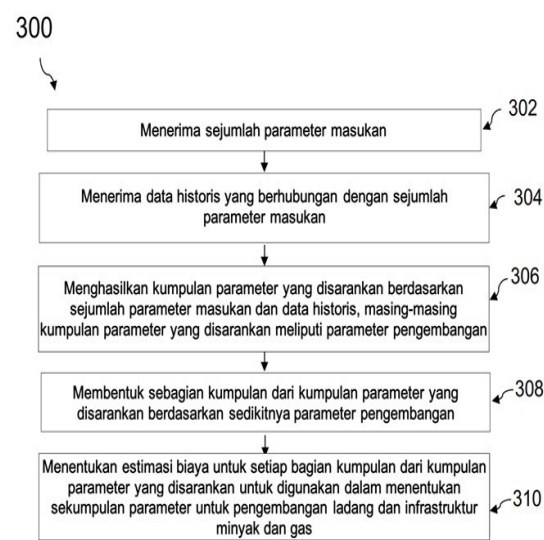 300
302
Menerima sejumlah parameter masukan
304
Menerima data historis yang berhubungan dengan sejumlah
parameter masukan
306
Menghasilkan kumpulan parameter yang disarankan berdasarkan
sejumlah parameter masukan dan data historis, masing-masing
kumpulan parameter yang disarankan meliputi parameter pengembangan
308
Membentuk sebagian kumpulan dari kumpulan parameter yang
disarankan berdasarkan sedikitnya parameter pengembangan
Menentukan estimasi biaya untuk setiap bagian kumpulan dari kumpulan
parameter yang disarankan untuk digunakan dalam menentukan
sekumpulan parameter untuk pengembangan ladang dan infrastruktur
minyak dan gas
310